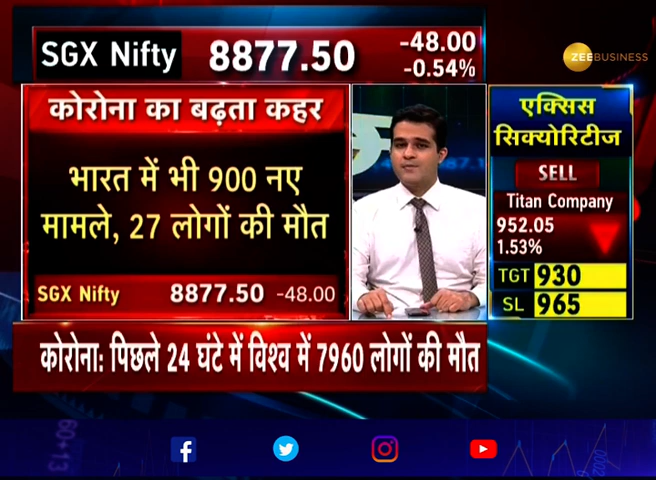 SGX Nifty 8877.50 -48.00
-0.54%
ZEEBUSINESS
कोरोना का बढ़ता कहर
भारत में भी 900 नए
मामले, 27 लोगों की मौत
SGX Nifty 8877.50 -48.00
एक्सिस
सिक्योरिटीज
SELL
Titan Company
952.05
1.53%
TGT 930
SL 965
कोरोना: पिछले 24 घंटे में विश्व में 7960 लोगों की मौत